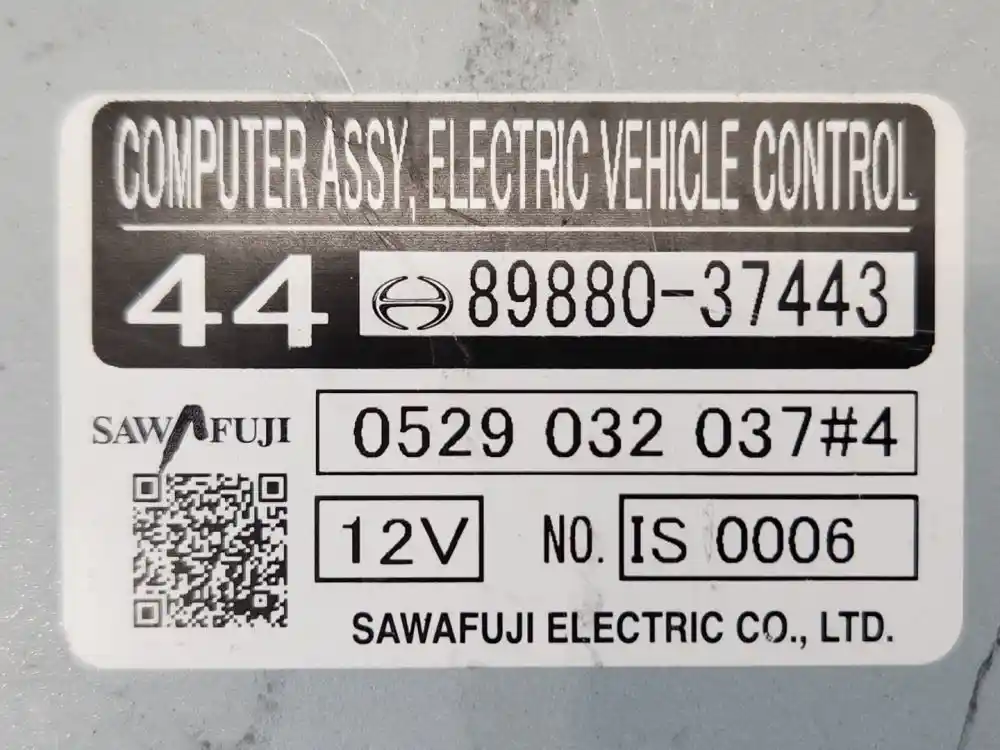 COMPUTER ASSY, ELECTRIC VEHICLE CONTROL
44 89880-37443
SAWAFUJI 0529 032 037#4
12V NO. IS 0006
SAWAFUJI ELECTRIC CO., LTD.